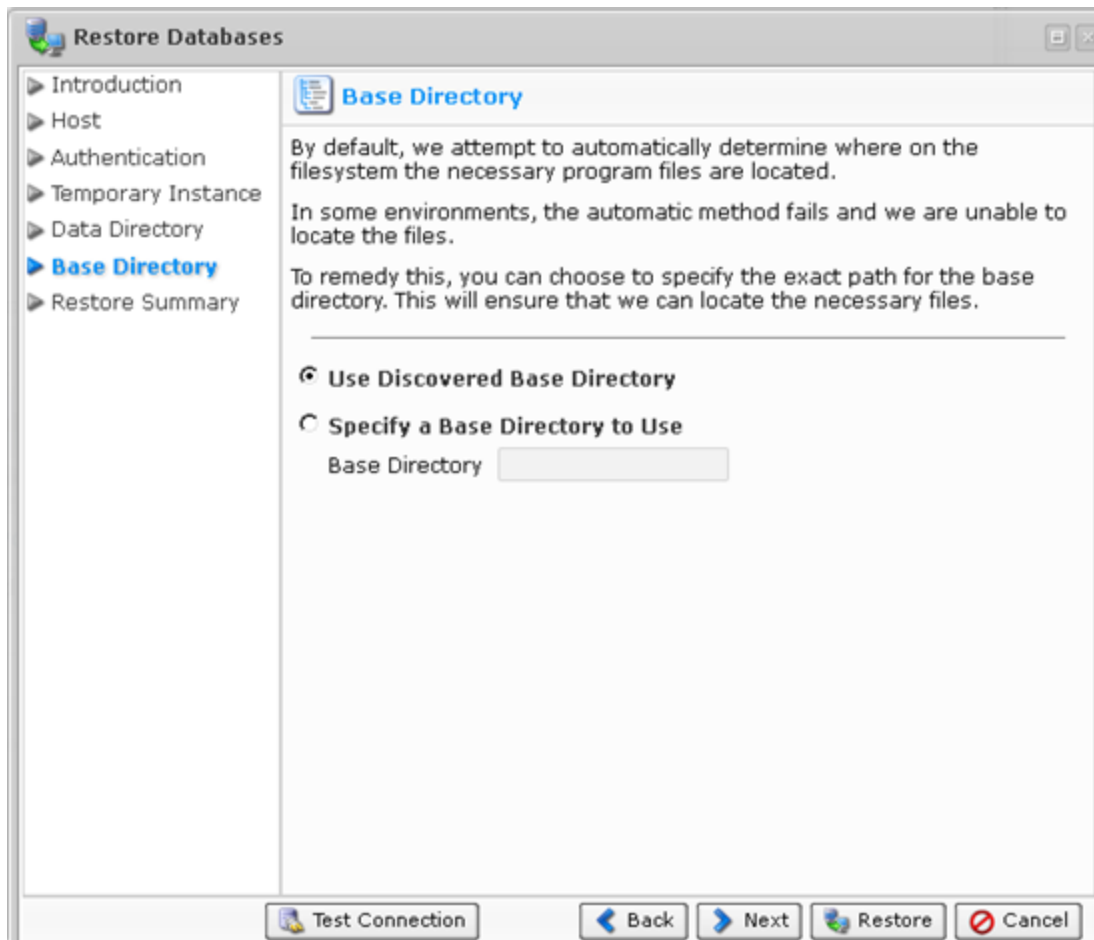 Restore Databases
Introduction
Host
Authentication
Temporary Instance
Data Directory
Base Directory
Restore Summary
Base Directory
By default, we attempt to automatically determine where on the
filesystem the necessary program files are located.
In some environments, the automatic method fails and we are unable to
locate the files.
To remedy this, you can choose to specify the exact path for the base
directory. This will ensure that we can locate the necessary files.
Use Discovered Base Directory
Specify a Base Directory to Use
Base Directory
Test Connection
Back
Next
Restore
Cancel